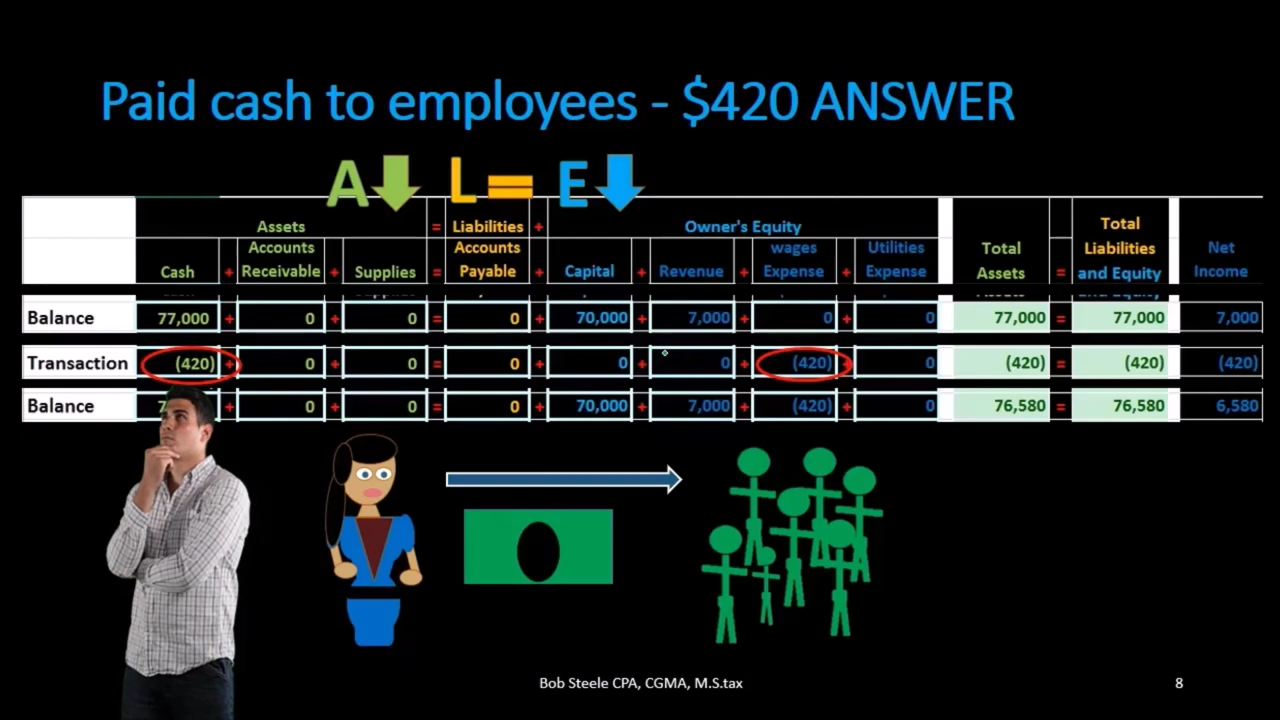 Paid cash to employees - $420 ANSWER
A L = E
Assets = Liabilities + Owner's Equity
Cash + Accounts Receivable + Supplies = Accounts Payable + Capital + Revenue + wages Expense + Utilities Expense Total Assets = Total Liabilities and Equity Net Income
Balance 77,000 + 0 + 0 = 0 + 70,000 + 7,000 + 0 + 0 77,000 = 77,000 7,000
Transaction (420) + 0 + 0 = 0 + 0 + 0 + (420) + 0 (420) = (420) (420)
Balance + 0 + 0 = 0 + 70,000 + 7,000 + (420) + 0 76,580 = 76,580 6,580
Bob Steele CPA, CGMA, M.S.tax
8